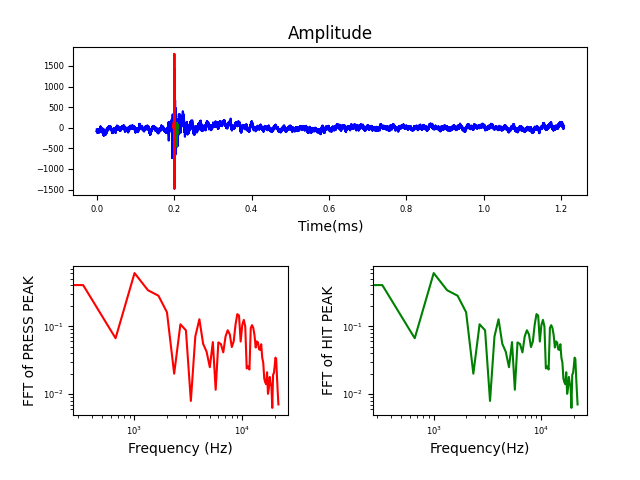 Amplitude
1500
1000
500
0
−500
−1000
−1500
0.0 0.2 0.4 0.6 0.8 1.0 1.2
Time(ms)
FFT of PRESS PEAK
10⁻¹
10⁻²
10³ 10⁴
Frequency (Hz)
FFT of HIT PEAK
10⁻¹
10⁻²
10³ 10⁴
Frequency(Hz)